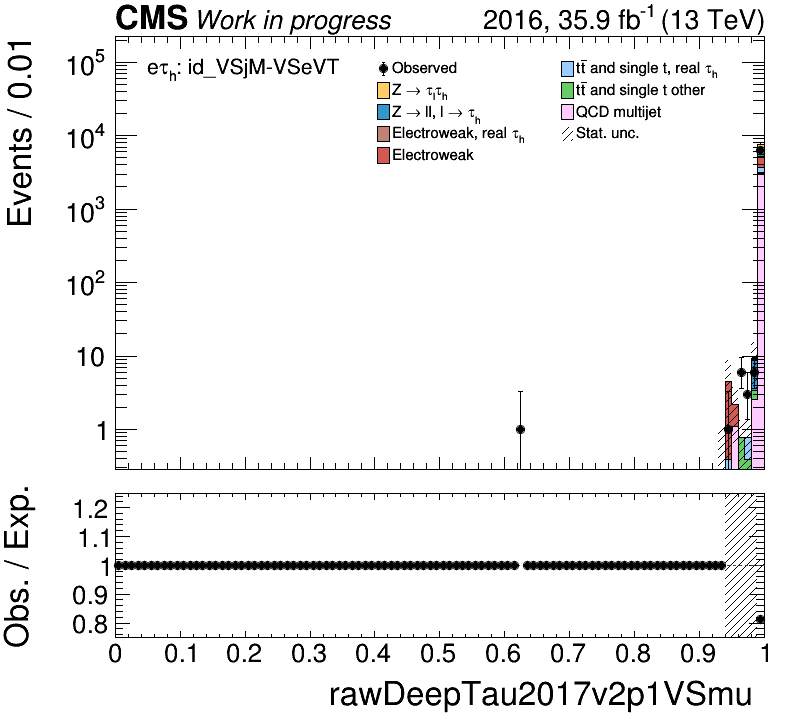 CMS Work in progress 2016, 35.9 fb⁻¹ (13 TeV)
Events / 0.01
10⁵
10⁴
10³
10²
10
1
eτₕ: id_VSjM-VSeVT
Observed
Z → τₗτₕ
Z → ll, l → τₕ
Electroweak, real τₕ
Electroweak
tt̄ and single t, real τₕ
tt̄ and single t other
QCD multijet
Stat. unc.
Obs. / Exp.
1.2
1.1
1
0.9
0.8
0 0.1 0.2 0.3 0.4 0.5 0.6 0.7 0.8 0.9 1
rawDeepTau2017v2p1VSmu